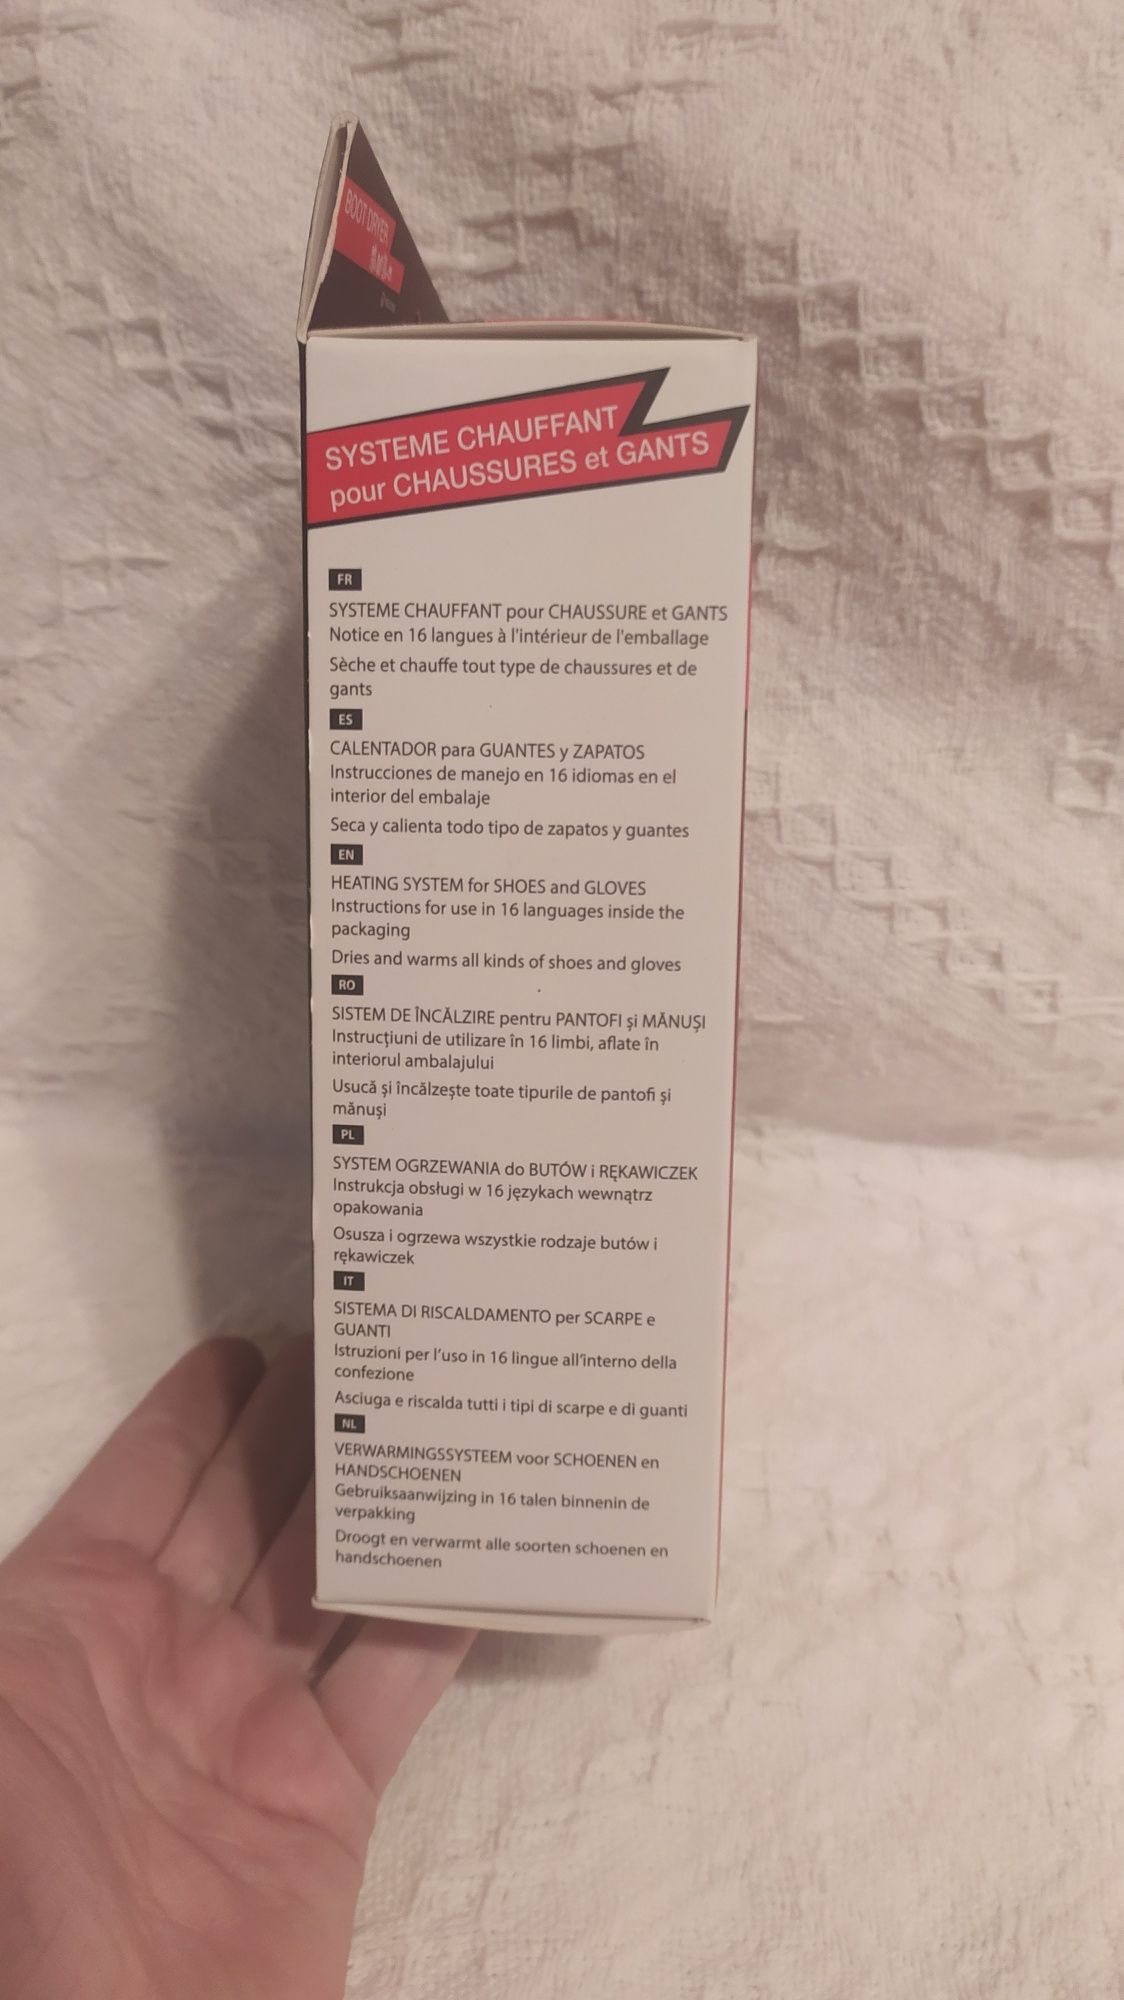 BOOT DRYER
SYSTEME CHAUFFANT
pour CHAUSSURES et GANTS
FR
SYSTEME CHAUFFANT pour CHAUSSURE et GANTS
Notice en 16 langues à l'intérieur de l'emballage
Sèche et chauffe tout type de chaussures et de
gants
ES
CALENTADOR para GUANTES y ZAPATOS
Instrucciones de manejo en 16 idiomas en el
interior del embalaje
Seca y calienta todo tipo de zapatos y guantes
EN
HEATING SYSTEM for SHOES and GLOVES
Instructions for use in 16 languages inside the
packaging
Dries and warms all kinds of shoes and gloves
RO
SISTEM DE ÎNCĂLZIRE pentru PANTOFI şi MĂNUŞI
Instrucţiuni de utilizare în 16 limbi, aflate în
interiorul ambalajului
Usucă şi încălzeşte toate tipurile de pantofi şi
mănuşi
PL
SYSTEM OGRZEWANIA do BUTÓW i RĘKAWICZEK
Instrukcja obsługi w 16 językach wewnątrz
opakowania
Osusza i ogrzewa wszystkie rodzaje butów i
rękawiczek
IT
SISTEMA DI RISCALDAMENTO per SCARPE e
GUANTI
Istruzioni per l'uso in 16 lingue all'interno della
confezione
Asciuga e riscalda tutti i tipi di scarpe e di guanti
NL
VERWARMINGSSYSTEEM voor SCHOENEN en
HANDSCHOENEN
Gebruiksaanwijzing in 16 talen binnenin de
verpakking
Droogt en verwarmt alle soorten schoenen en
handschoenen